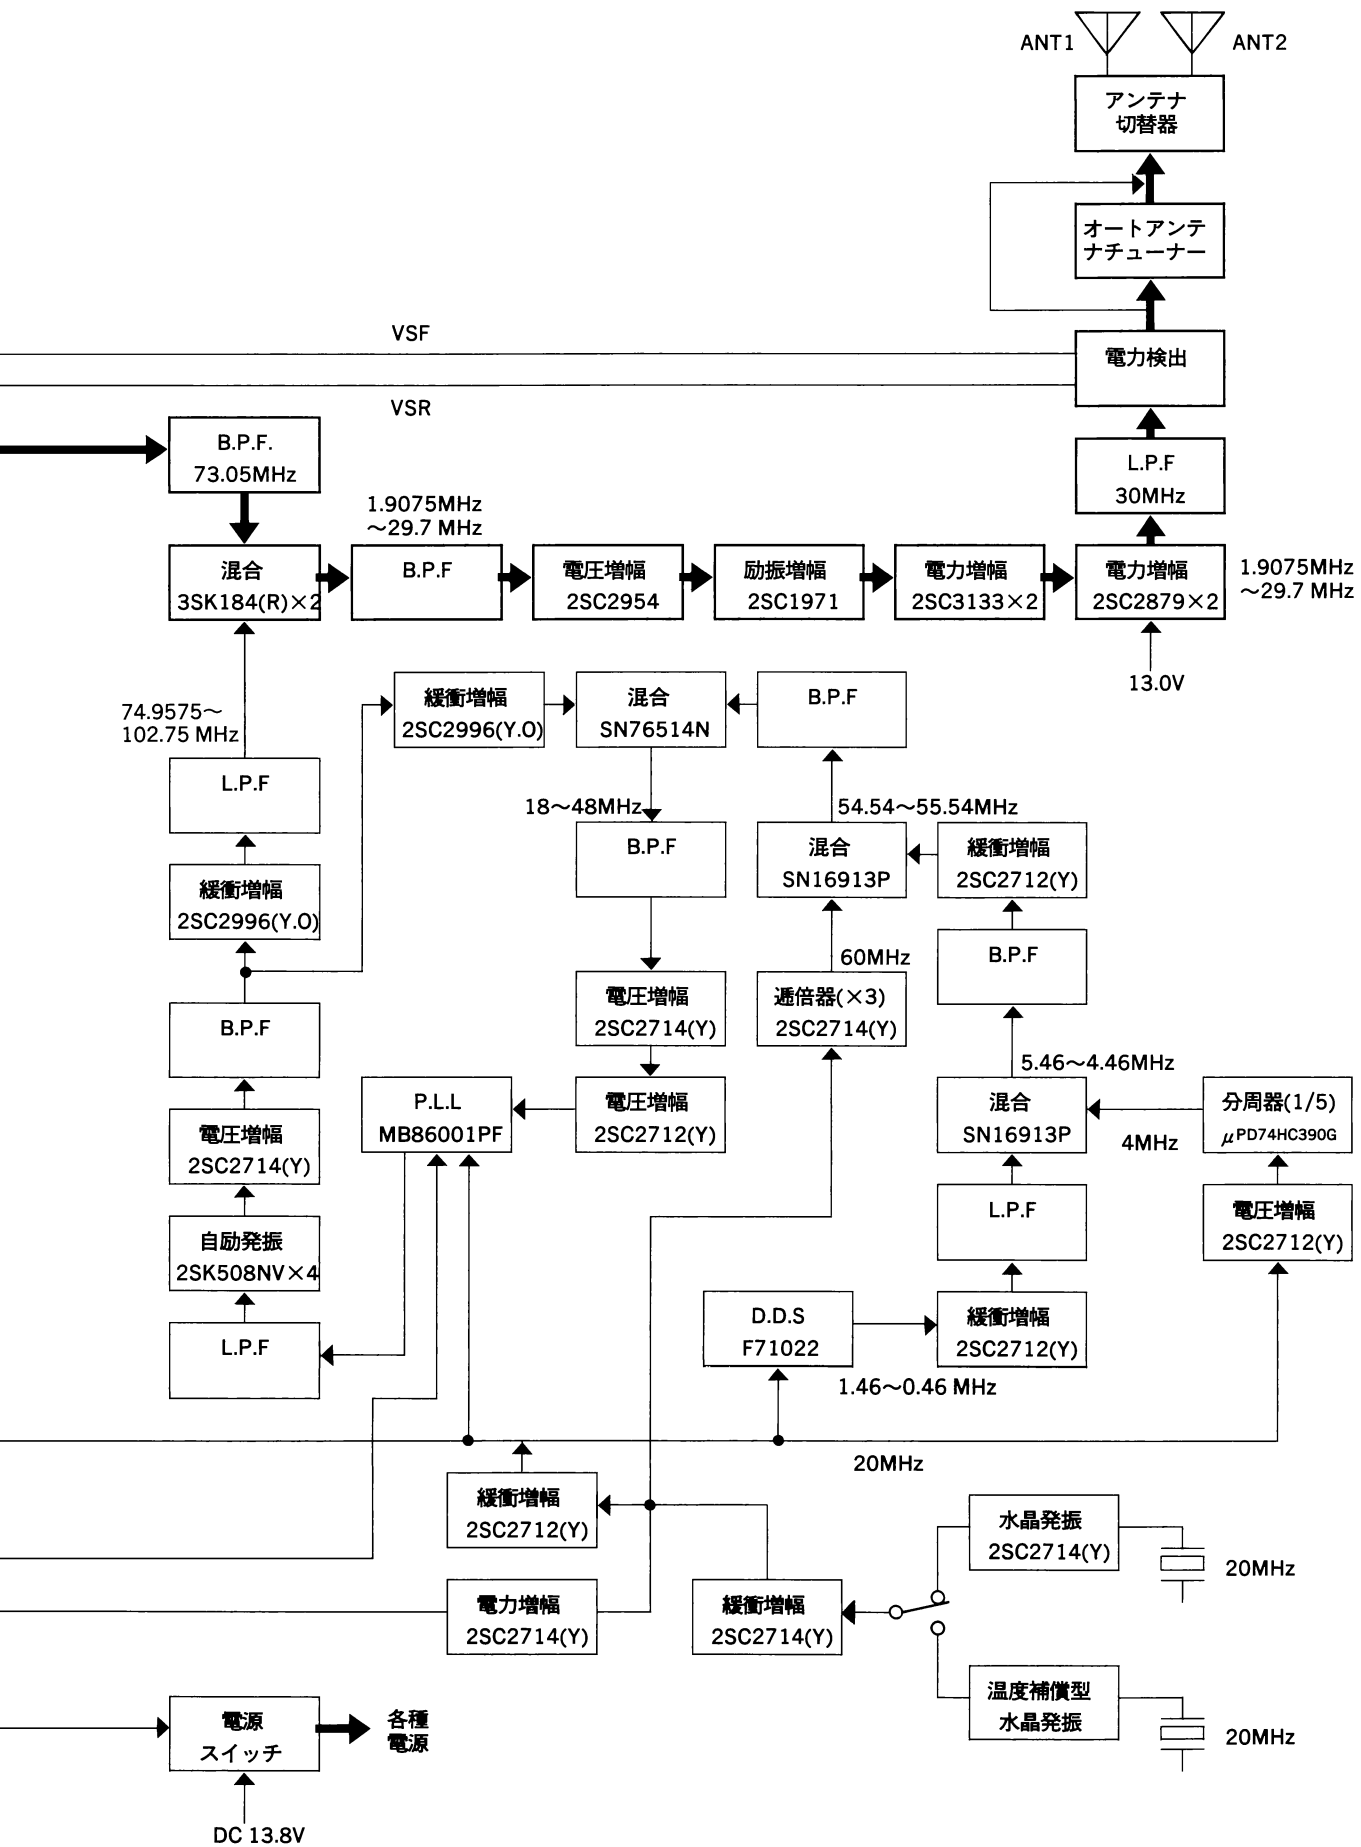 ANT1
ANT2
アンテナ
切替器
オートアンテ
ナチューナー
VSF
電力検出
VSR
B.P.F.
73.05MHz
L.P.F
30MHz
1.9075MHz
～29.7 MHz
混合
3SK184(R)×2
B.P.F
電圧増幅
2SC2954
励振増幅
2SC1971
電力増幅
2SC3133×2
電力増幅
2SC2879×2
1.9075MHz
～29.7 MHz
13.0V
緩衝増幅
2SC2996(Y.O)
混合
SN76514N
B.P.F
74.9575～
102.75 MHz
L.P.F
18～48MHz
54.54～55.54MHz
B.P.F
混合
SN16913P
緩衝増幅
2SC2712(Y)
緩衝増幅
2SC2996(Y.O)
60MHz
B.P.F
電圧増幅
2SC2714(Y)
逓倍器(×3)
2SC2714(Y)
B.P.F
5.46～4.46MHz
P.L.L
MB86001PF
電圧増幅
2SC2712(Y)
混合
SN16913P
4MHz
分周器(1/5)
μPD74HC390G
電圧増幅
2SC2714(Y)
L.P.F
電圧増幅
2SC2712(Y)
自励発振
2SK508NV×4
D.D.S
F71022
緩衝増幅
2SC2712(Y)
L.P.F
1.46～0.46 MHz
20MHz
緩衝増幅
2SC2712(Y)
水晶発振
2SC2714(Y)
20MHz
電力増幅
2SC2714(Y)
緩衝増幅
2SC2714(Y)
温度補償型
水晶発振
20MHz
電源
スイッチ
各種
電源
DC 13.8V